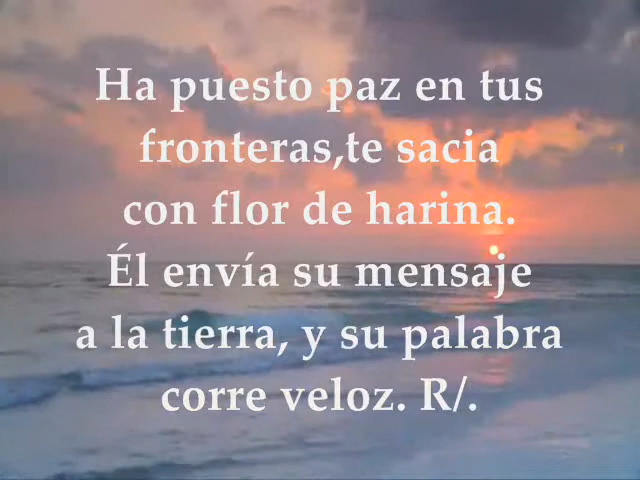 Ha puesto paz en tus
fronteras,te sacia
con flor de harina.
Él envía su mensaje
a la tierra, y su palabra
corre veloz. R/.